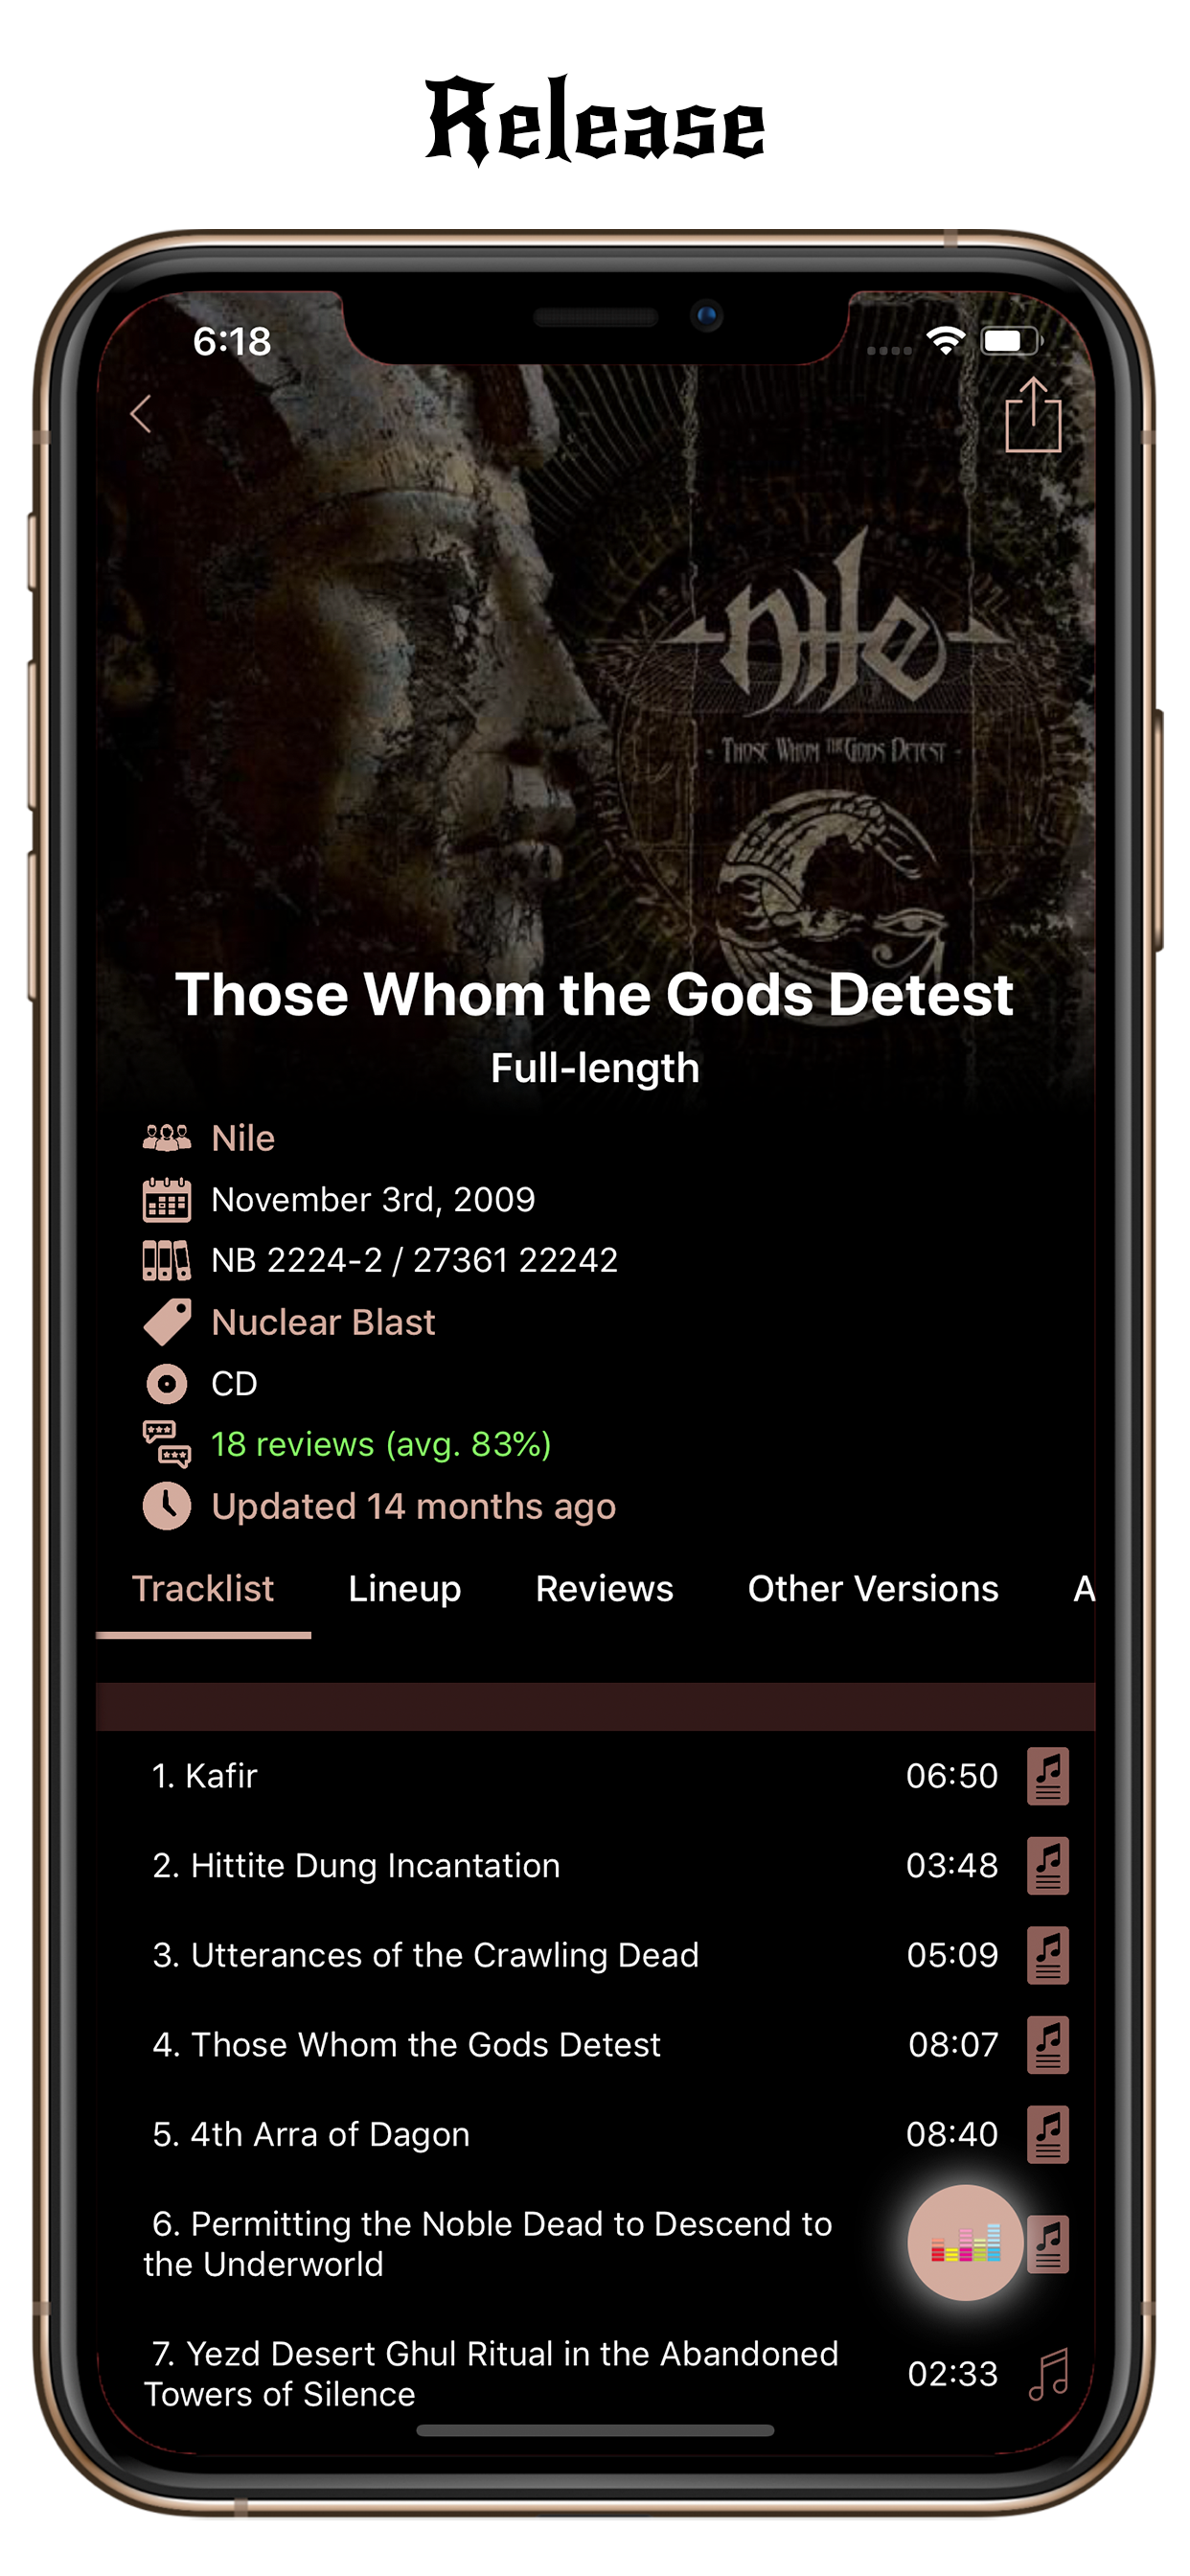 Release
6:18
nile
- Those Whom the Gods Detest -
Those Whom the Gods Detest
Full-length
Nile
November 3rd, 2009
NB 2224-2 / 27361 22242
Nuclear Blast
CD
18 reviews (avg. 83%)
Updated 14 months ago
Tracklist Lineup Reviews Other Versions A
1. Kafir 06:50
2. Hittite Dung Incantation 03:48
3. Utterances of the Crawling Dead 05:09
4. Those Whom the Gods Detest 08:07
5. 4th Arra of Dagon 08:40
6. Permitting the Noble Dead to Descend to
the Underworld
7. Yezd Desert Ghul Ritual in the Abandoned
Towers of Silence 02:33